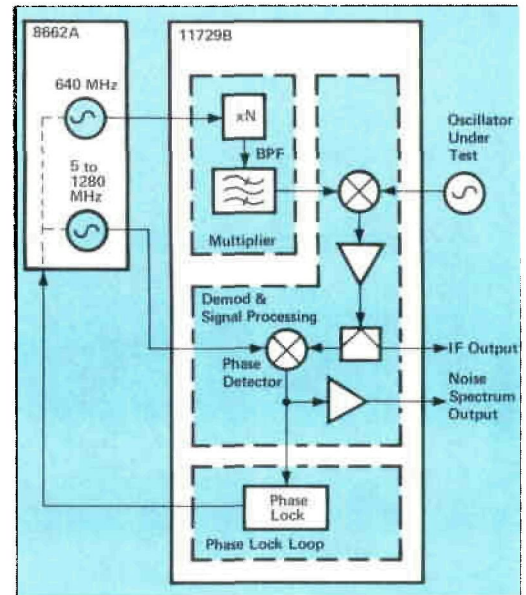 8662A
11729B
640 MHz
xN
BPF
5 to
1280
MHz
Multiplier
Oscillator
Under
Test
Demod &
Signal Processing
Phase
Detector
IF Output
Noise
Spectrum
Output
Phase
Lock
Phase Lock Loop